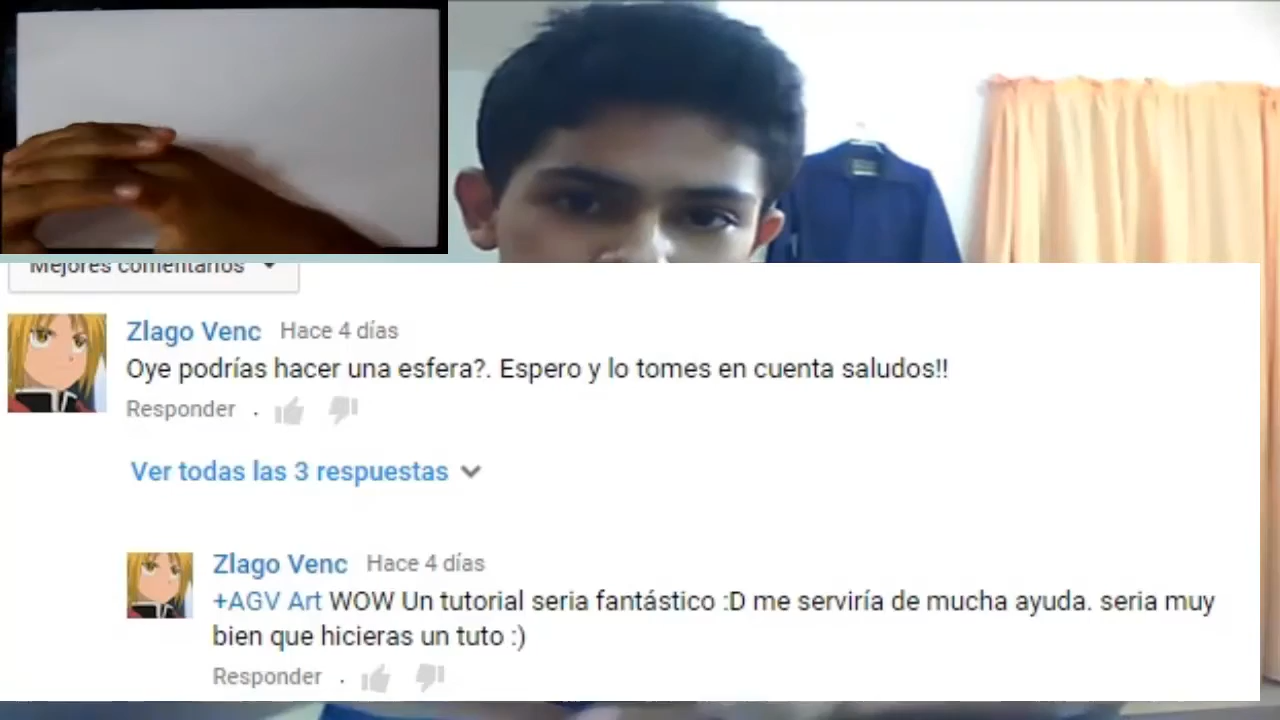 Mejores comentarios
Zlago Venc Hace 4 días
Oye podrías hacer una esfera?. Espero y lo tomes en cuenta saludos!!
Responder .
Ver todas las 3 respuestas
Zlago Venc Hace 4 días
+AGV Art WOW Un tutorial seria fantástico :D me serviría de mucha ayuda. seria muy
bien que hicieras un tuto :)
Responder .